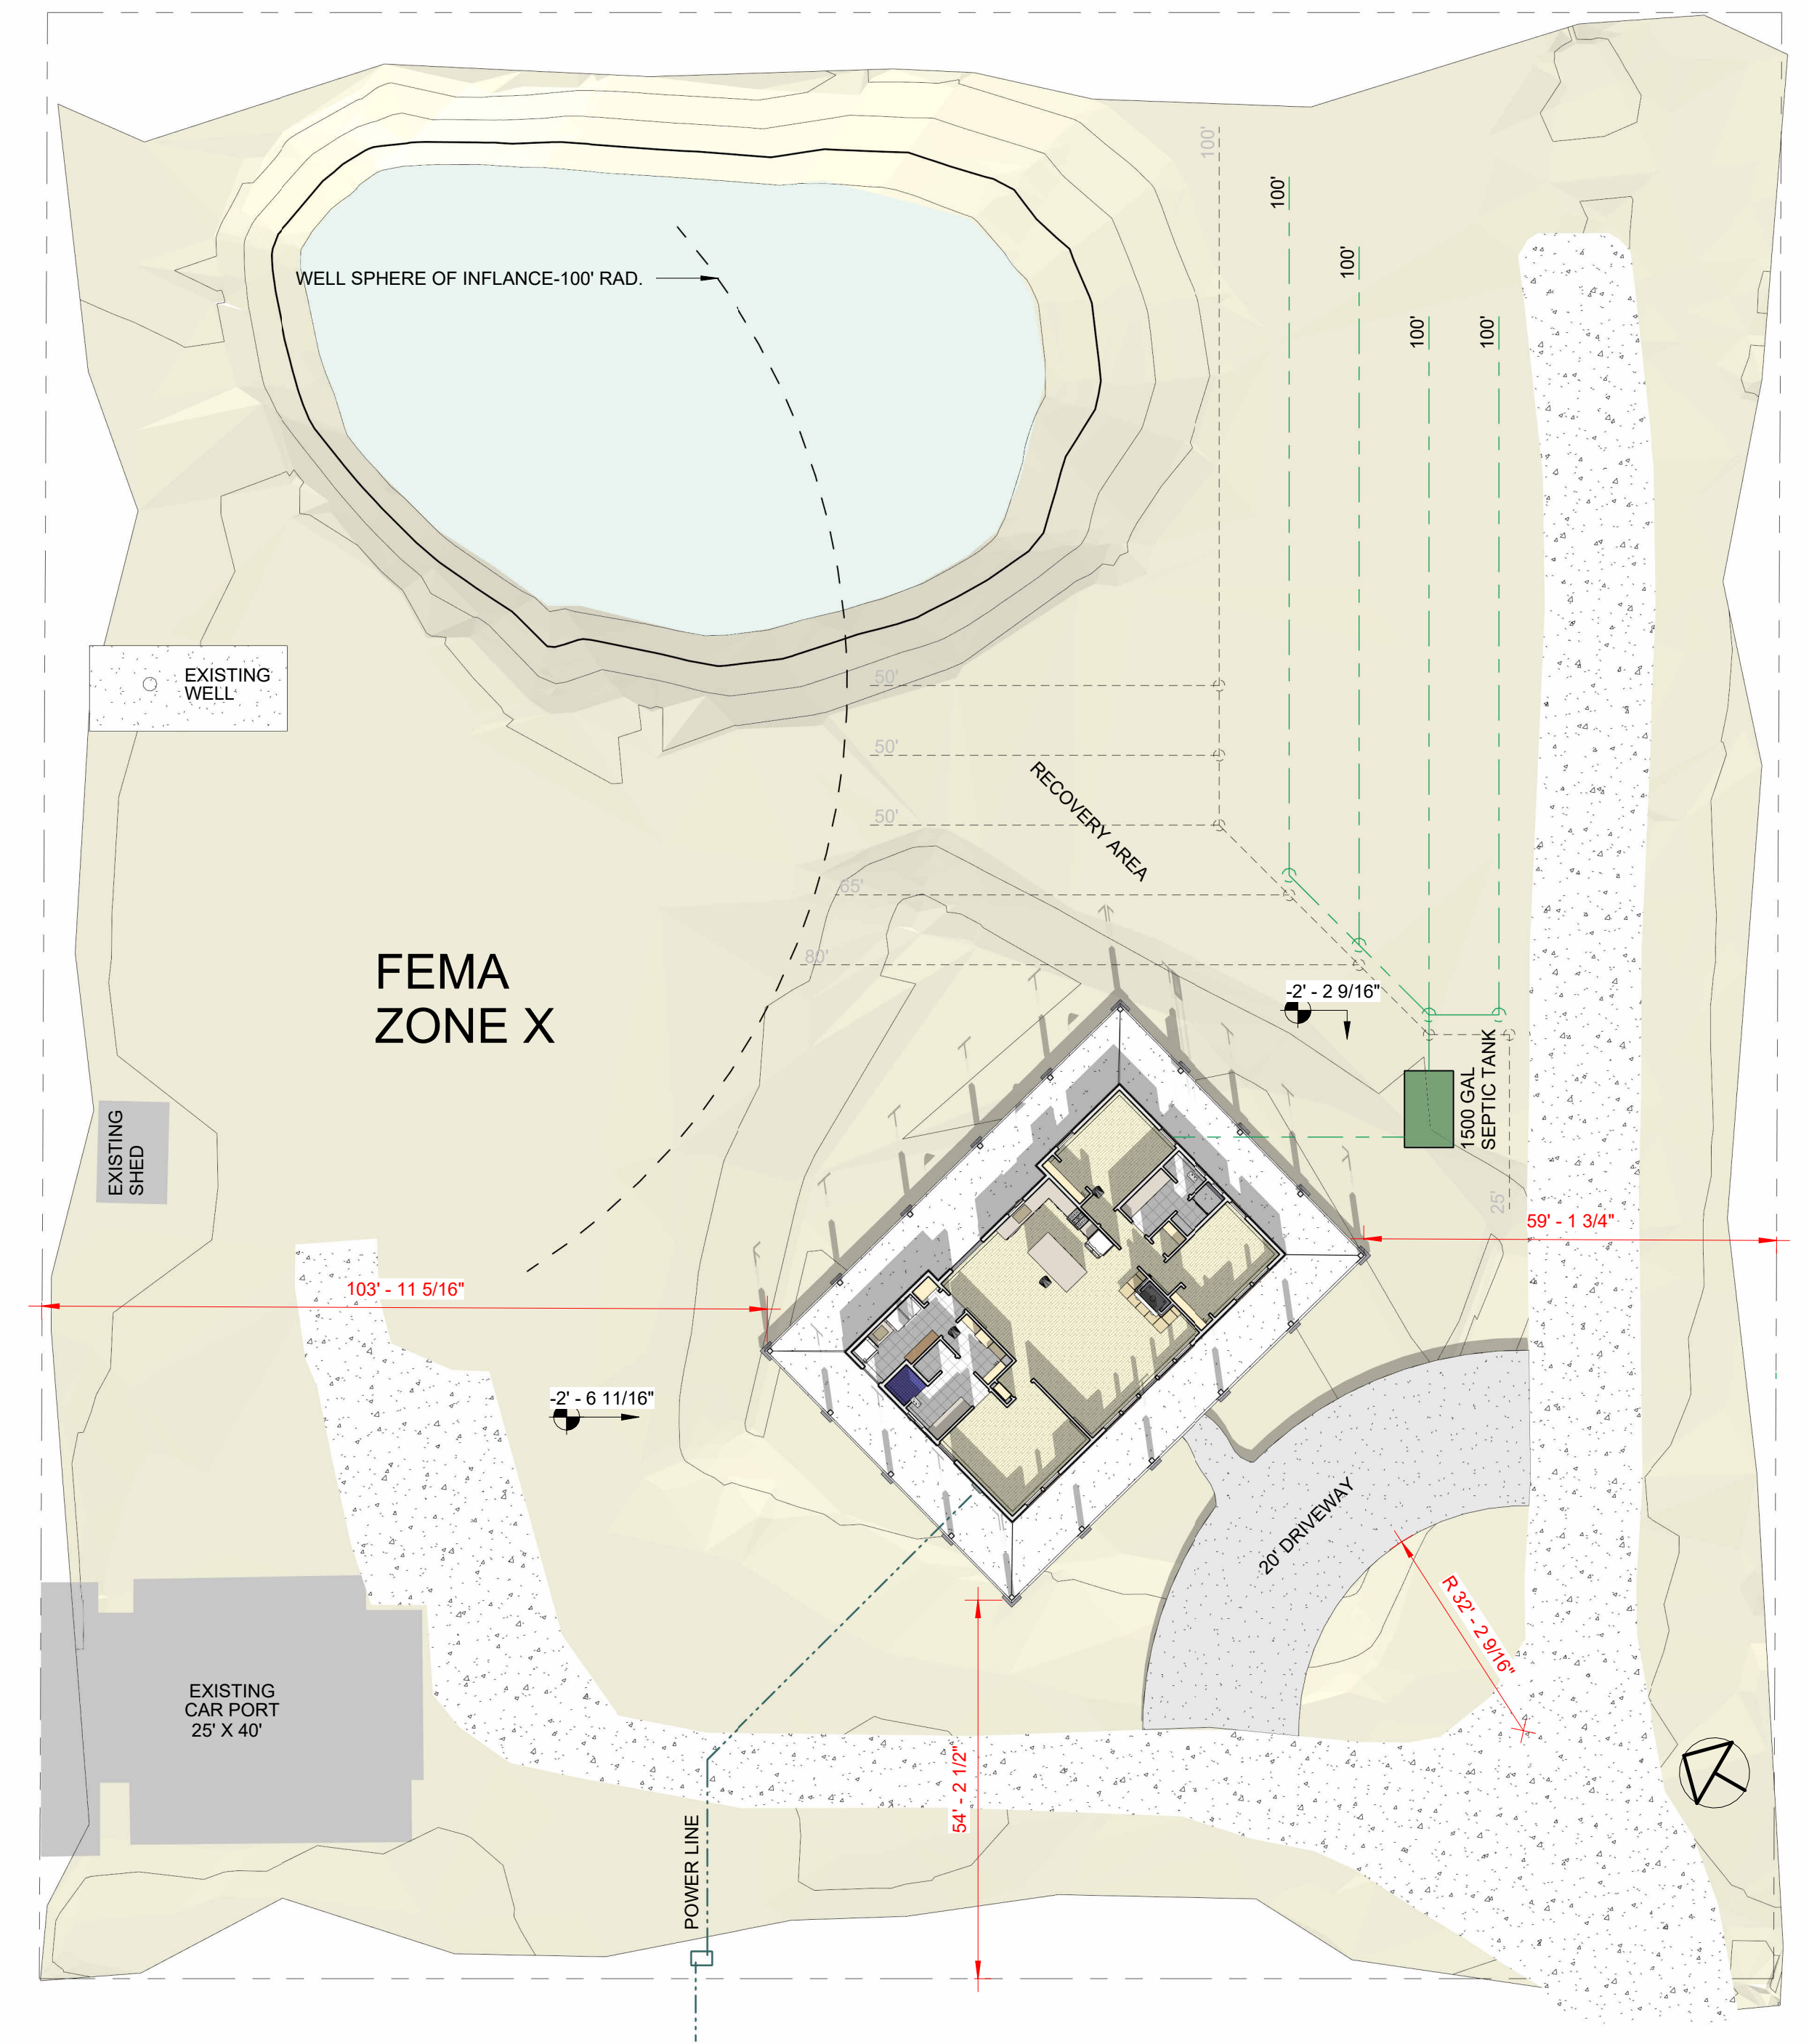 100'
100'
100'
100'
100'
WELL SPHERE OF INFLANCE-100' RAD.
EXISTING
WELL
50'
50'
50'
RECOVERY AREA
65'
80'
FEMA
ZONE X
-2' - 2 9/16"
1500 GAL
SEPTIC TANK
EXISTING
SHED
25'
59' - 1 3/4"
103' - 11 5/16"
-2' - 6 11/16"
20' DRIVEWAY
R 32' - 2 9/16"
EXISTING
CAR PORT
25' X 40'
54' - 2 1/2"
POWER LINE